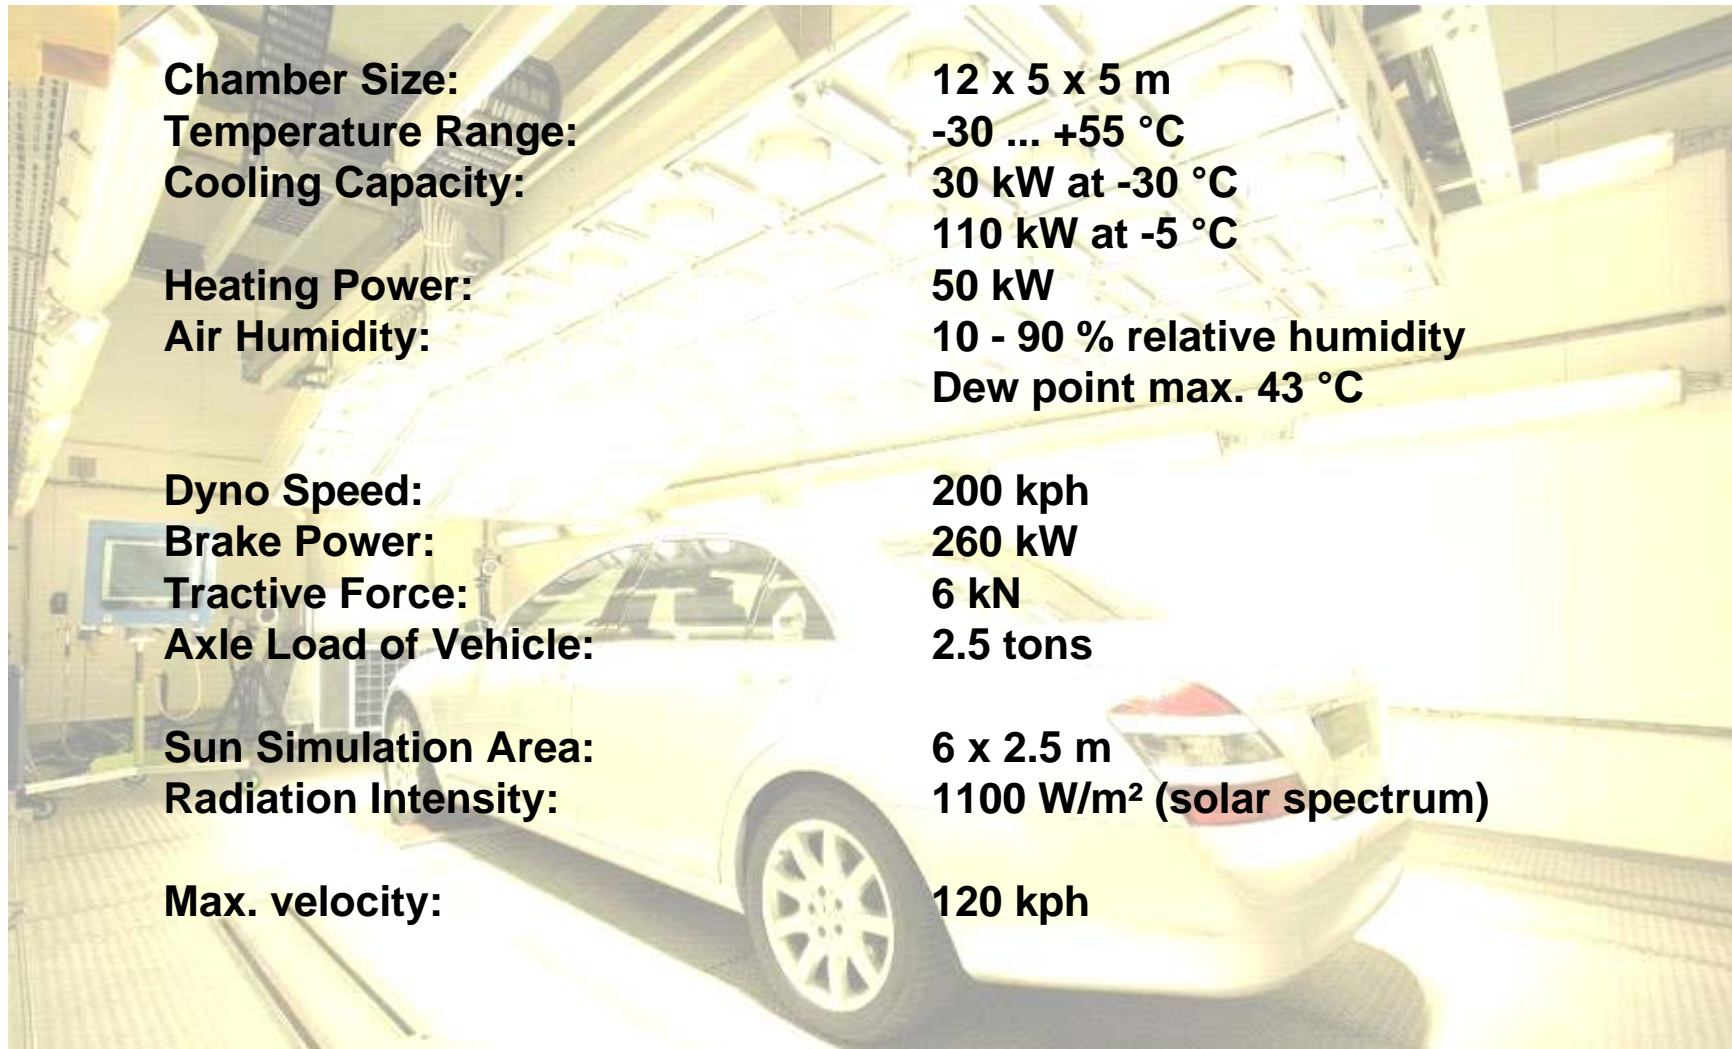 Chamber Size: 12 x 5 x 5 m
Temperature Range: -30 ... +55 °C
Cooling Capacity: 30 kW at -30 °C
110 kW at -5 °C
Heating Power: 50 kW
Air Humidity: 10 - 90 % relative humidity
Dew point max. 43 °C
Dyno Speed: 200 kph
Brake Power: 260 kW
Tractive Force: 6 kN
Axle Load of Vehicle: 2.5 tons
Sun Simulation Area: 6 x 2.5 m
Radiation Intensity: 1100 W/m² (solar spectrum)
Max. velocity: 120 kph